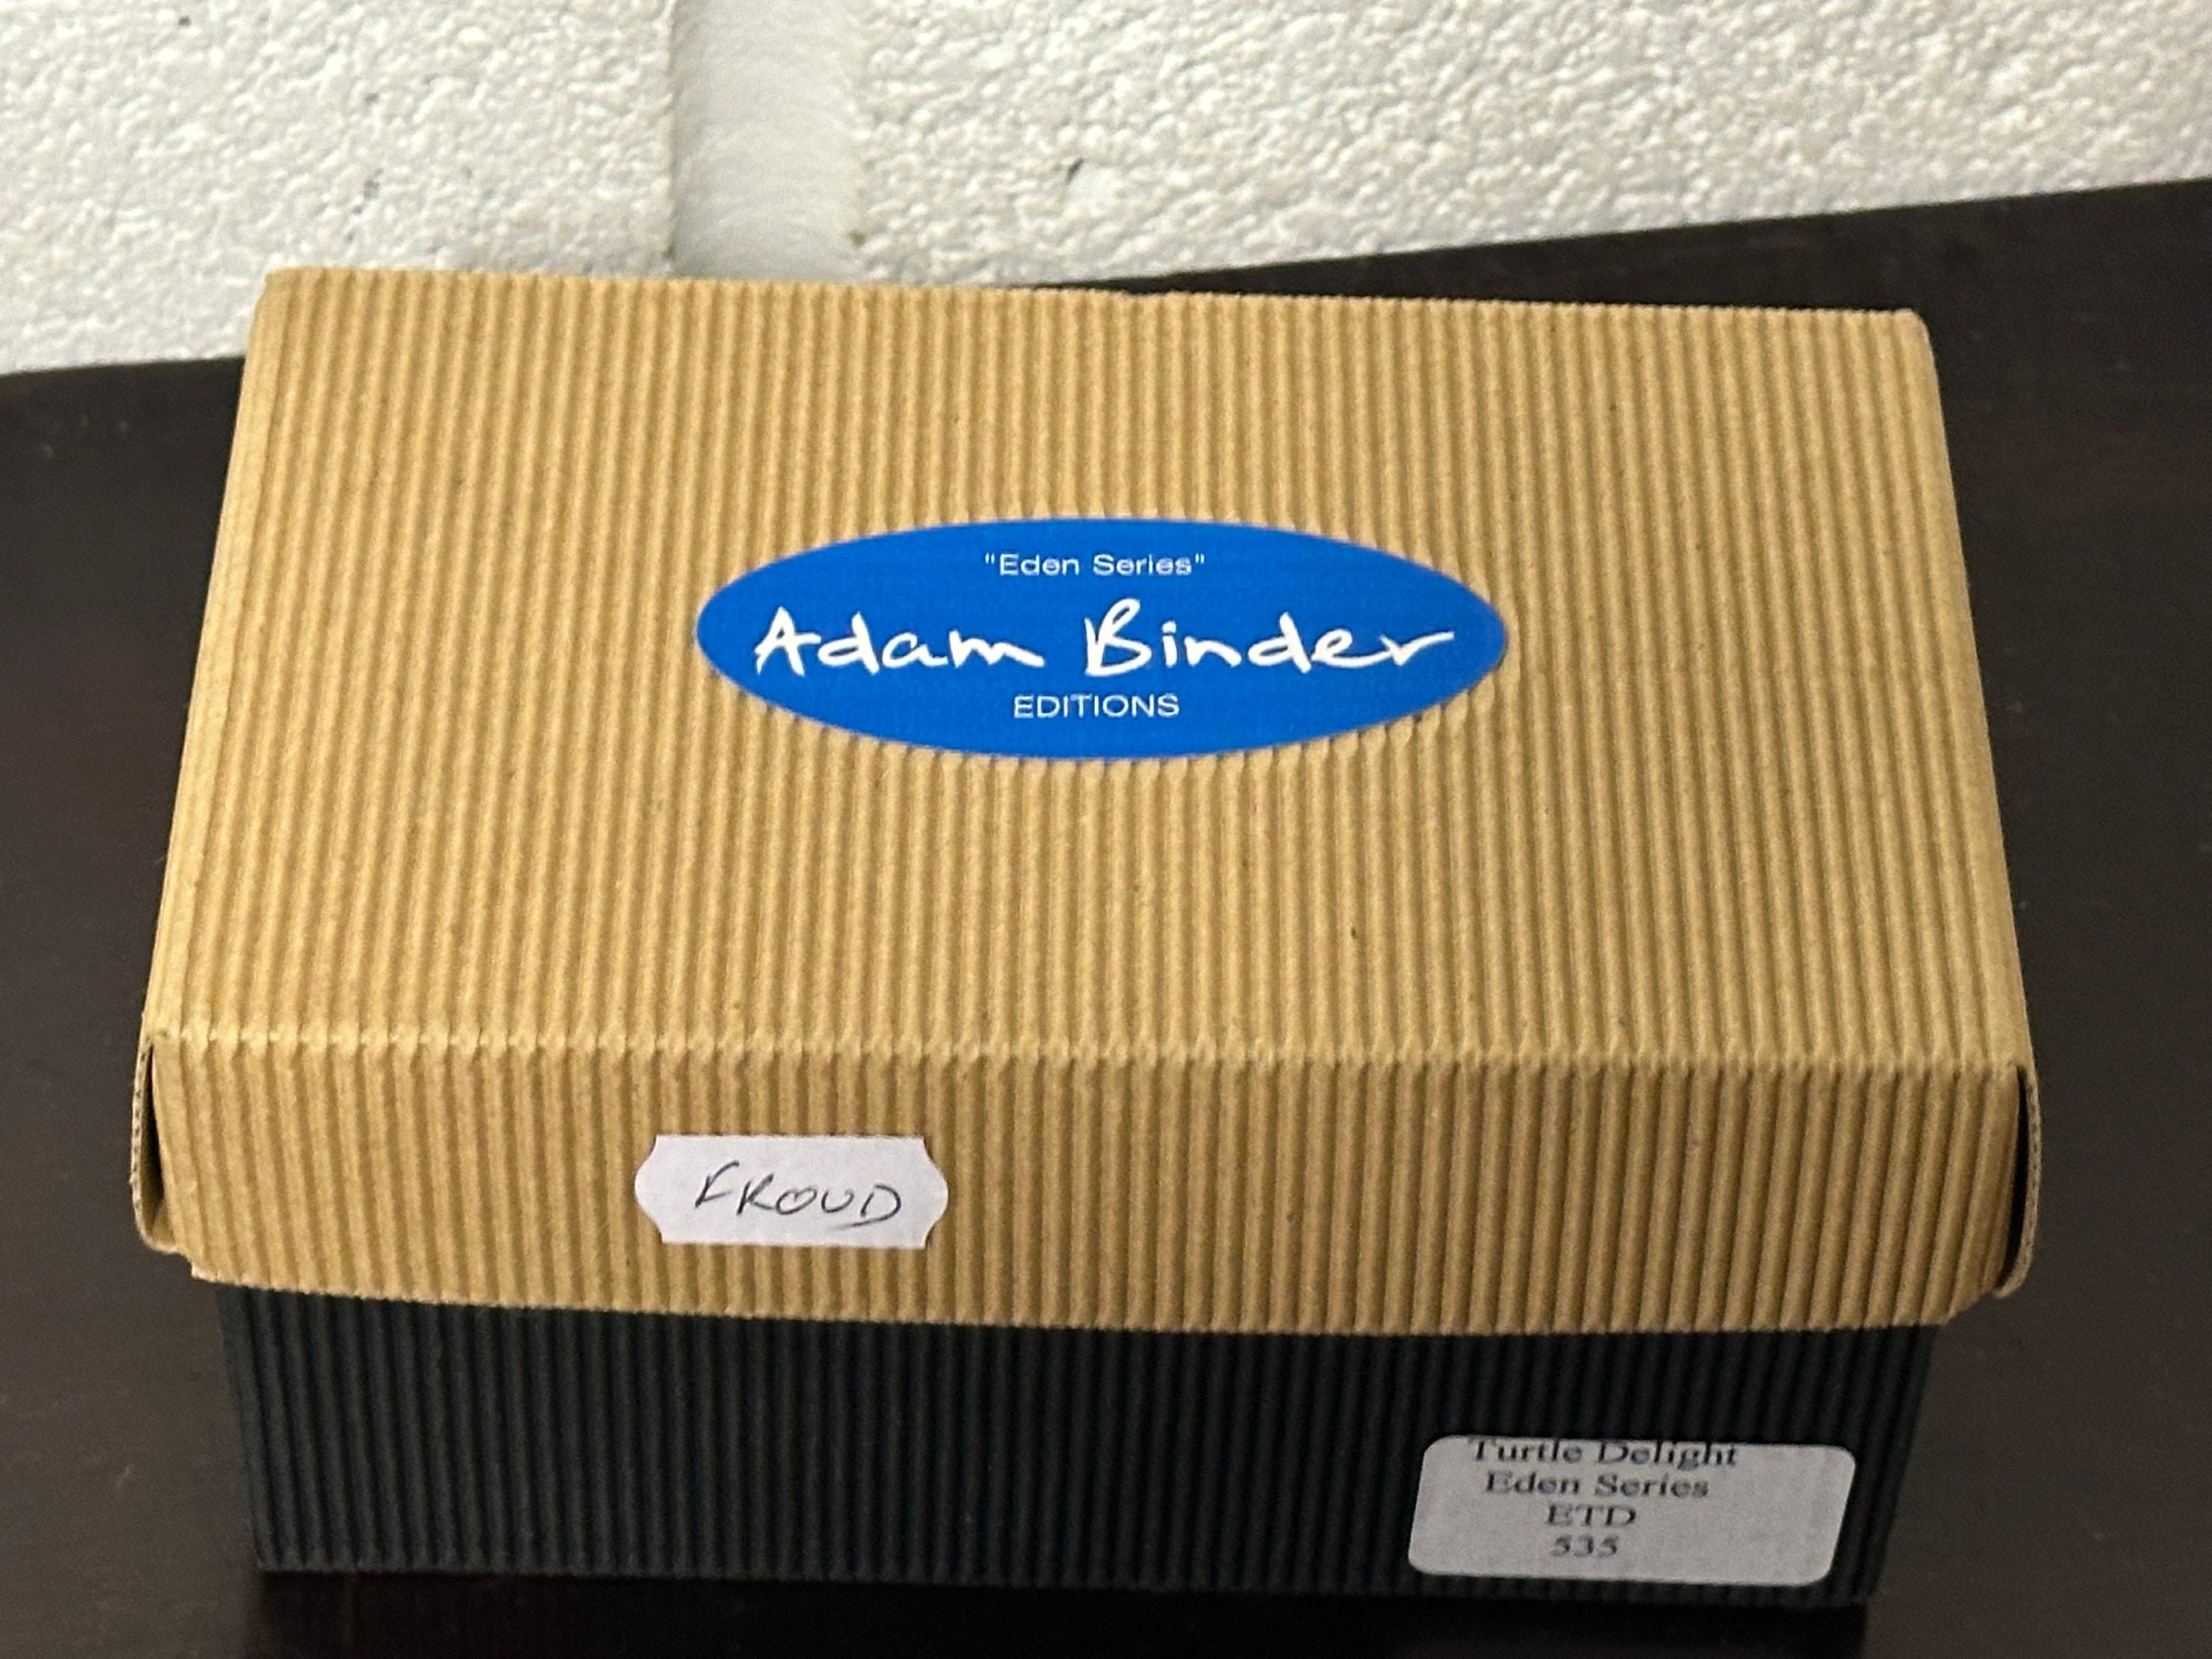 "Eden Series"
Adam Binder
EDITIONS
FROUD
Turtle Delight
Eden Series
ETD
535